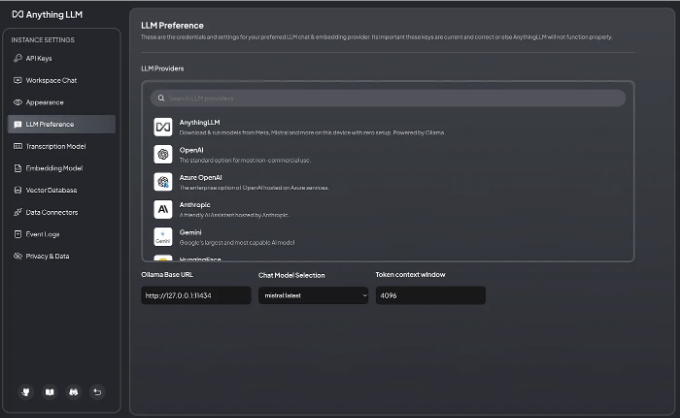 Anything LLM
INSTANCE SETTINGS
API Keys
Workspace Chat
Appearance
LLM Preference
Transcription Model
Embedding Model
Vector Database
Data Connectors
Event Logs
Privacy & Data
LLM Preference
These are the credentials and settings for your preferred LLM chat & embedding provider. Its important these keys are current and correct or else AnythingLLM will not function properly.
LLM Providers
Search LLM providers
AnythingLLM
Download & run models from Meta, Mistral and more on this device with zero setup. Powered by Ollama.
OpenAI
The standard option for most non-commercial use.
Azure OpenAI
The enterprise option of OpenAI hosted on Azure services.
Anthropic
A\
A friendly AI Assistant hosted by Anthropic.
Gemini
Gemini
Google's largest and most capable AI model
HuggingFace
Ollama Base URL
Chat Model Selection
Token context window
http://127.0.0.1:11434
mistral:latest
4096